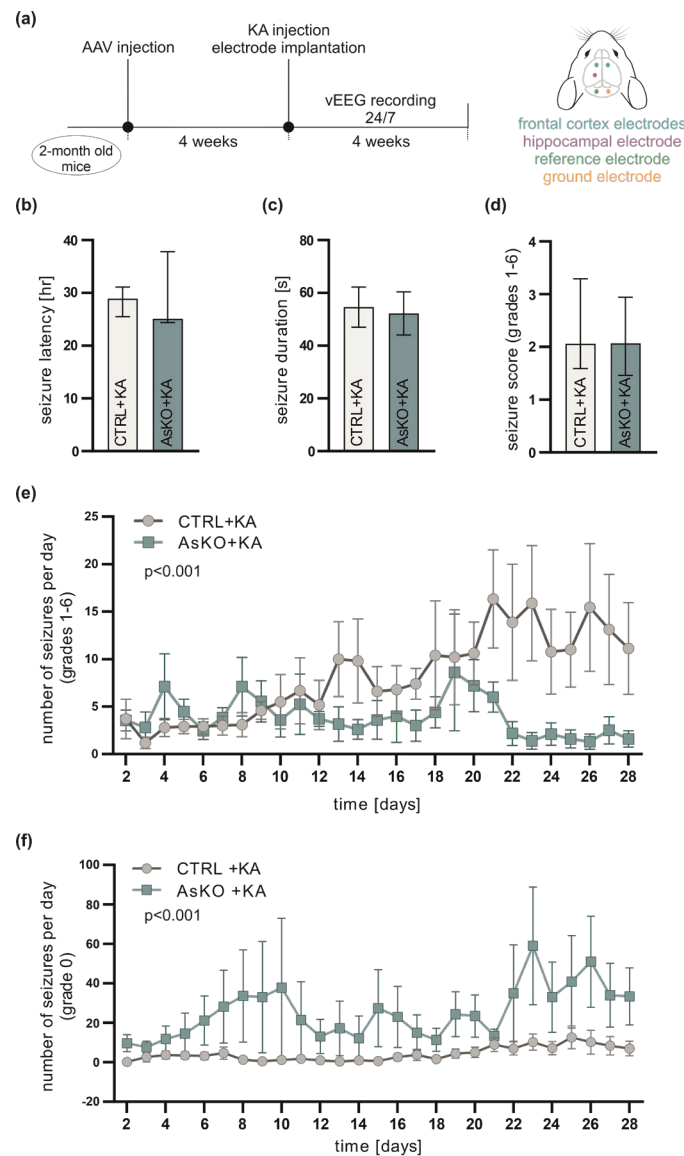 (a)
AAV injection
KA injection
electrode implantation
vEEG recording
24/7
4 weeks
4 weeks
2-month old
mice
frontal cortex electrodes
hippocampal electrode
reference electrode
ground electrode
(b)
seizure latency [hr]
40
30
20
10
0
CTRL+KA
AsKO+KA
(c)
seizure duration [s]
80
60
40
20
0
CTRL+KA
AsKO+KA
(d)
seizure score (grades 1-6)
4
3
2
1
0
CTRL+KA
AsKO+KA
(e)
number of seizures per day
(grades 1-6)
25
20
15
10
5
0
CTRL+KA
AsKO+KA
p<0.001
2 4 6 8 10 12 14 16 18 20 22 24 26 28
time [days]
(f)
number of seizures per day
(grade 0)
100
80
60
40
20
0
-20
CTRL +KA
AsKO +KA
p<0.001
2 4 6 8 10 12 14 16 18 20 22 24 26 28
time [days]